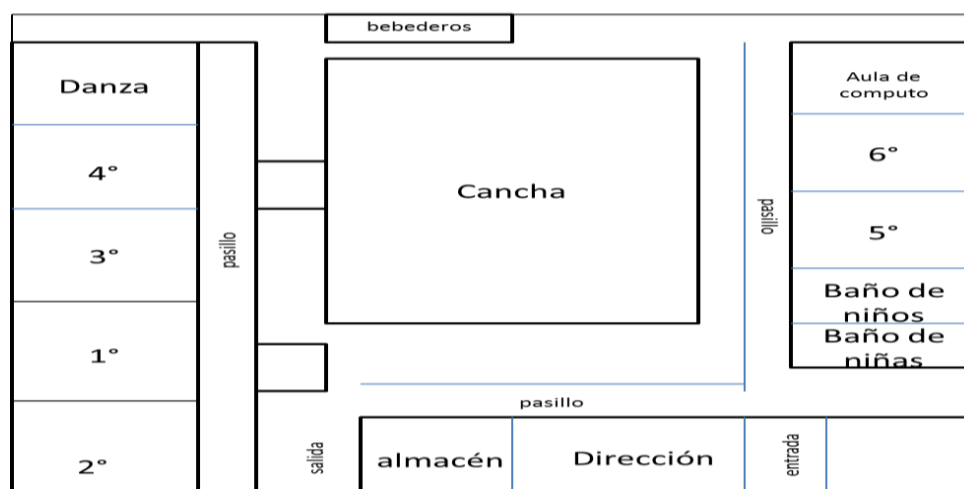 bebederos
Danza
4°
3°
1°
2°
pasillo
Cancha
pasillo
Aula de
computo
6°
5°
Baño de
niños
Baño de
niñas
pasillo
salida
almacén
Dirección
entrada